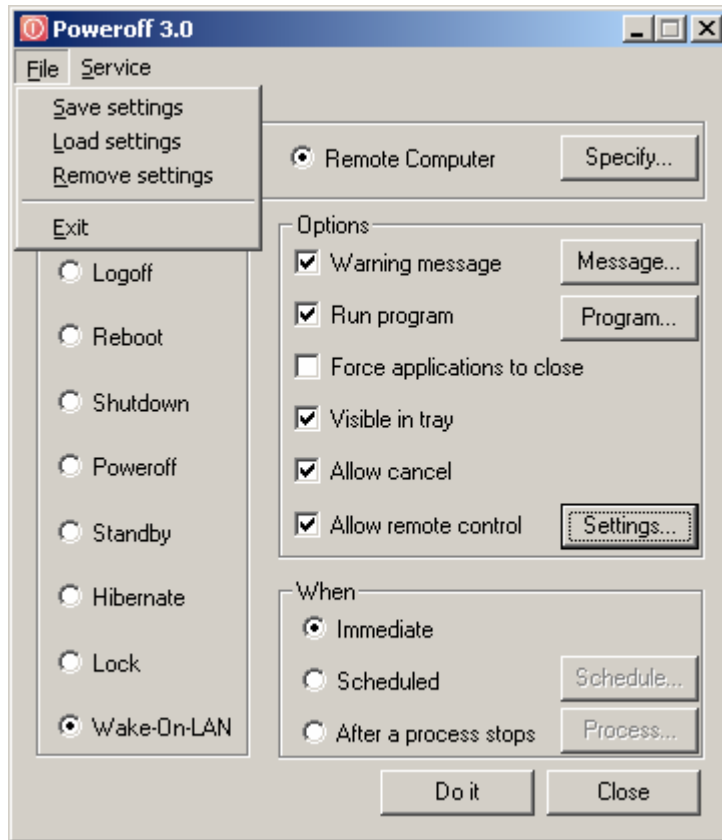 Poweroff 3.0
File Service
Save settings
Load settings
Remove settings
Exit
Remote Computer Specify...
Options
Warning message Message...
Run program Program...
Force applications to close
Visible in tray
Allow cancel
Allow remote control Settings...
Logoff
Reboot
Shutdown
Poweroff
Standby
Hibernate
Lock
Wake-On-LAN
When
Immediate
Scheduled Schedule...
After a process stops Process...
Do it Close